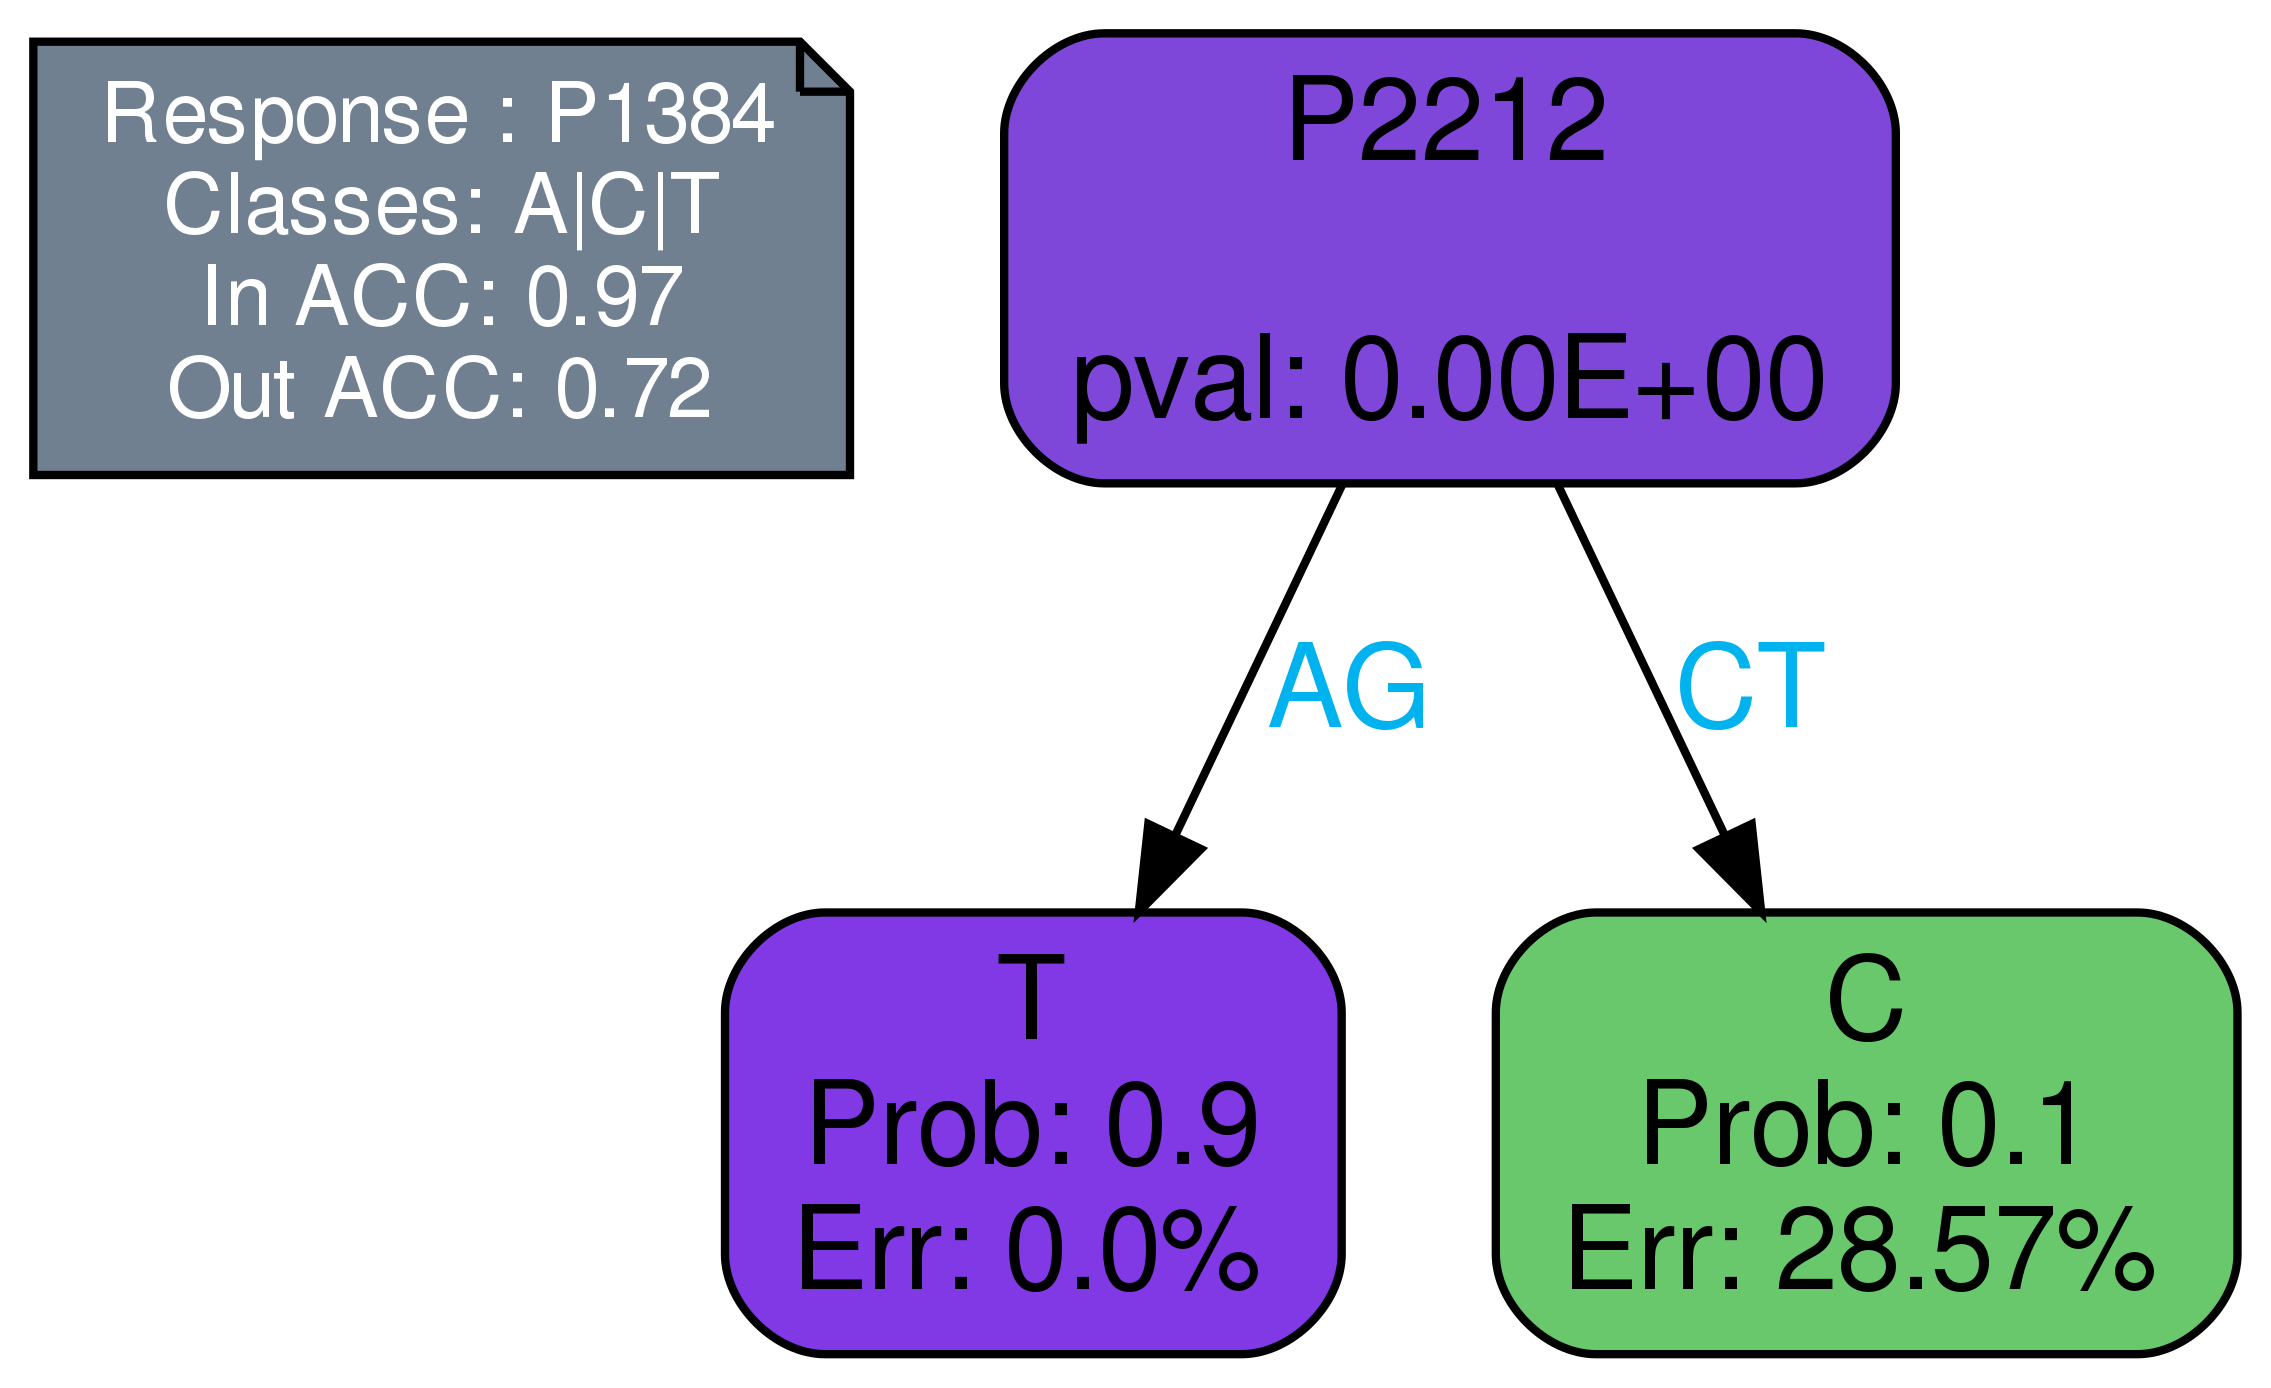 Response : P1384
Classes: A|C|T
In ACC: 0.97
Out ACC: 0.72
P2212
pval: 0.00E+00
AG
CT
T
Prob: 0.9
Err: 0.0%
C
Prob: 0.1
Err: 28.57%